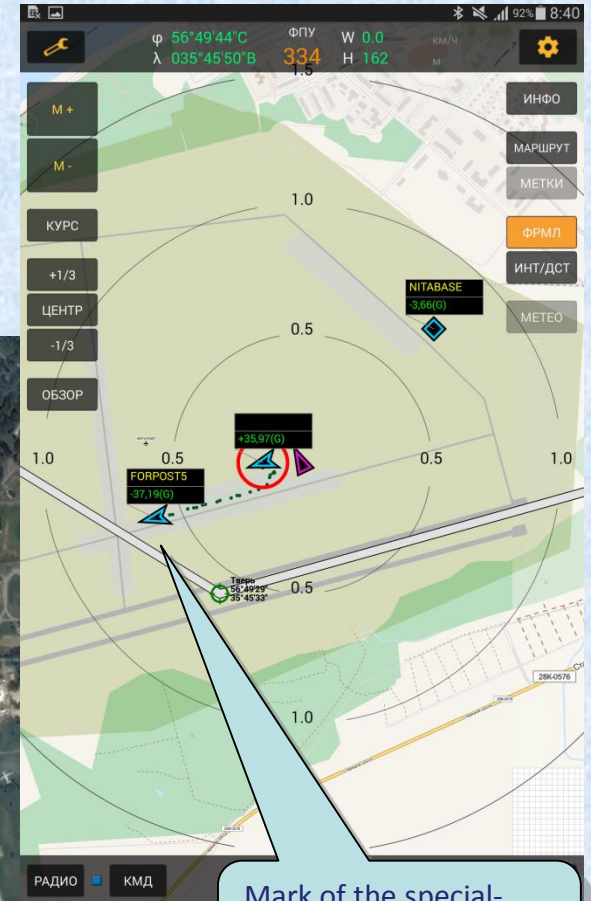 92% 8:40
φ 56°49'44"С
λ 035°45'50"В
ФПУ
334
W 0.0
H 162
км/ч
м
1.5
М +
М -
КУРС
+1/3
ЦЕНТР
-1/3
ОБЗОР
ИНФО
МАРШРУТ
МЕТКИ
ФРМЛ
ИНТ/ДСТ
МЕТЕО
1.0
NITABASE
-3,66(G)
0.5
+35,97(G)
1.0
0.5
0.5
1.0
FORPOST5
-37,19(G)
Тверь
56°49'29"
35°45'33"
0.5
28К-0576
1.0
РАДИО
КМД
Mark of the special-